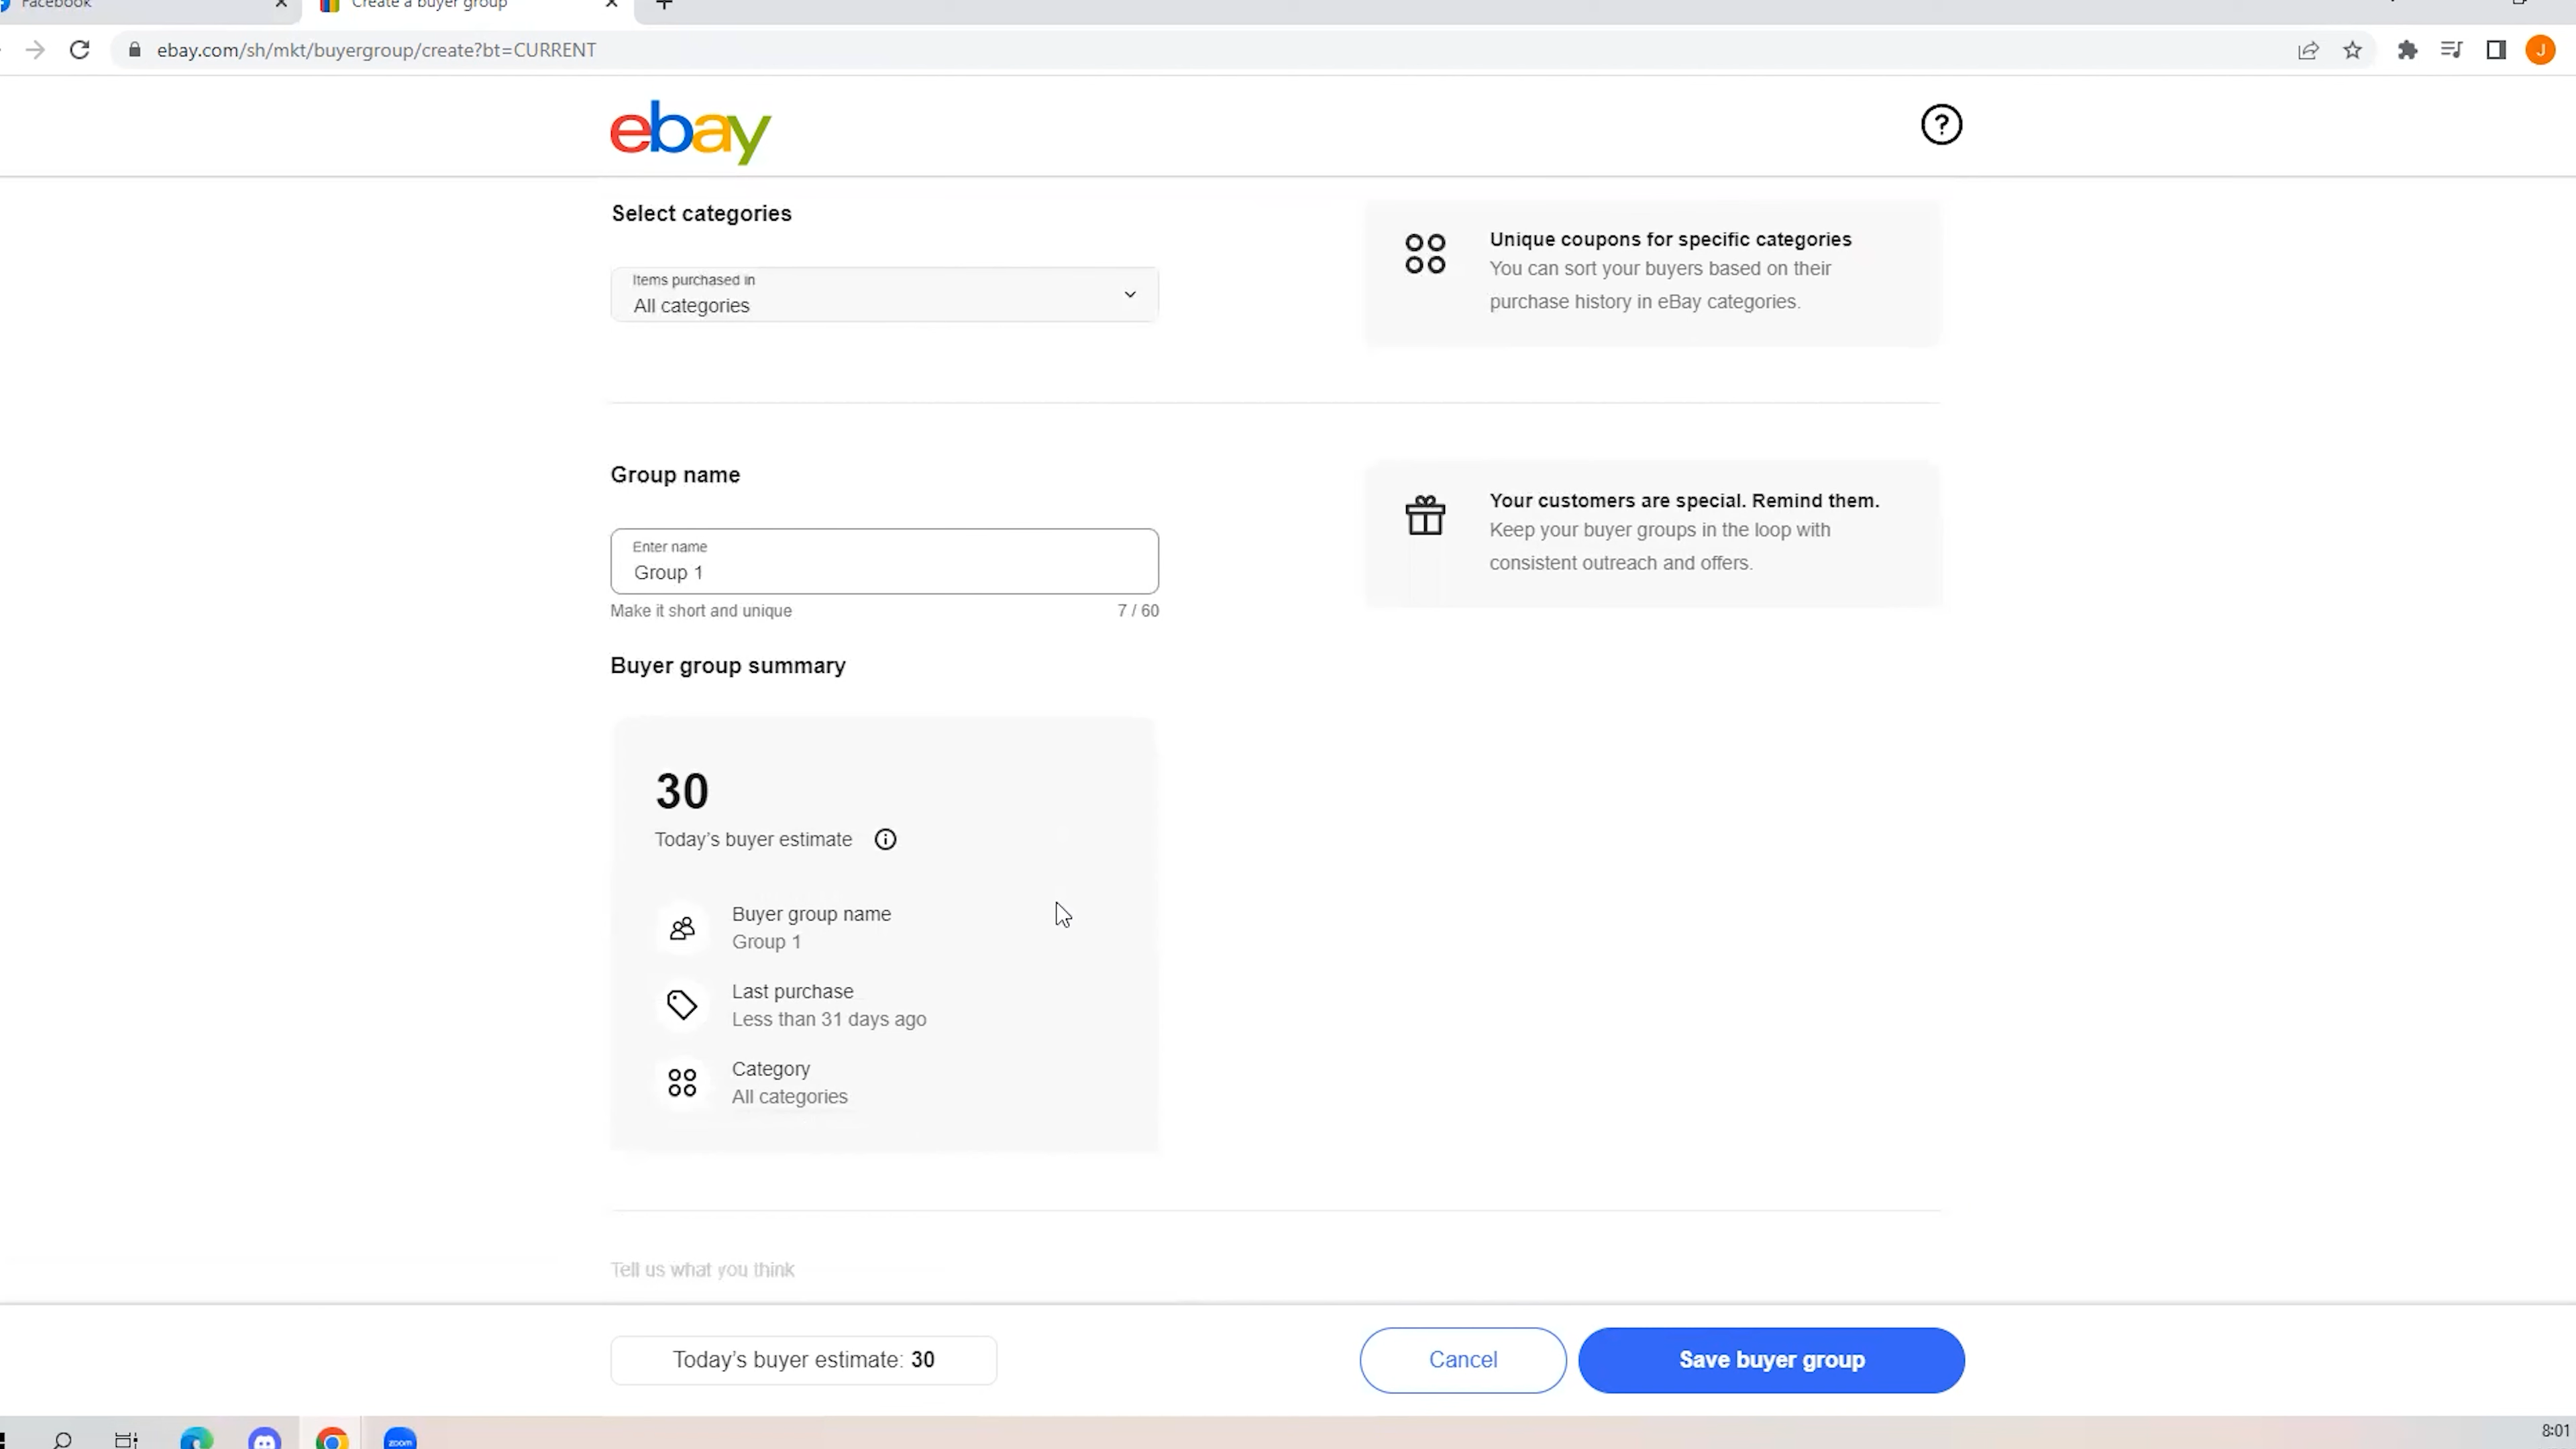 Facebook
Create a buyer group
ebay.com/sh/mkt/buyergroup/create?bt=CURRENT
J
ebay
?
Select categories
Items purchased in
All categories
Unique coupons for specific categories
You can sort your buyers based on their
purchase history in eBay categories.
Group name
Enter name
Group 1
Make it short and unique
7 / 60
Your customers are special. Remind them.
Keep your buyer groups in the loop with
consistent outreach and offers.
Buyer group summary
30
Today's buyer estimate
Buyer group name
Group 1
Last purchase
Less than 31 days ago
Category
All categories
Tell us what you think
Today's buyer estimate: 30
Cancel
Save buyer group
zoom
8:01